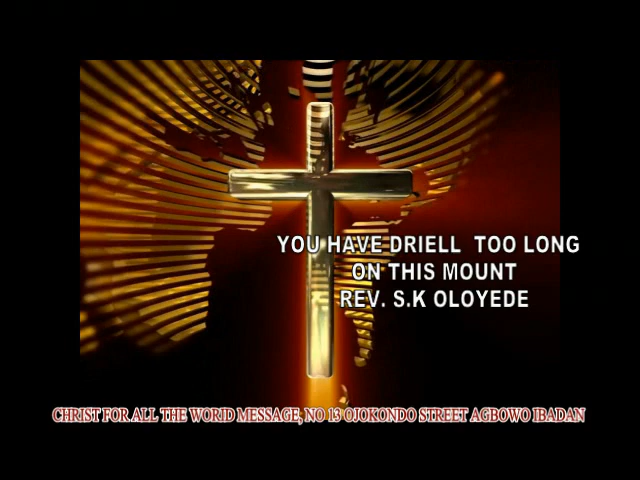 YOU HAVE DRIELL TOO LONG
ON THIS MOUNT
REV. S.K OLOYEDE
CHRIST FOR ALL THE WORID MESSAGE, NO 13 OJOKONDO STREET AGBOWO IBADAN